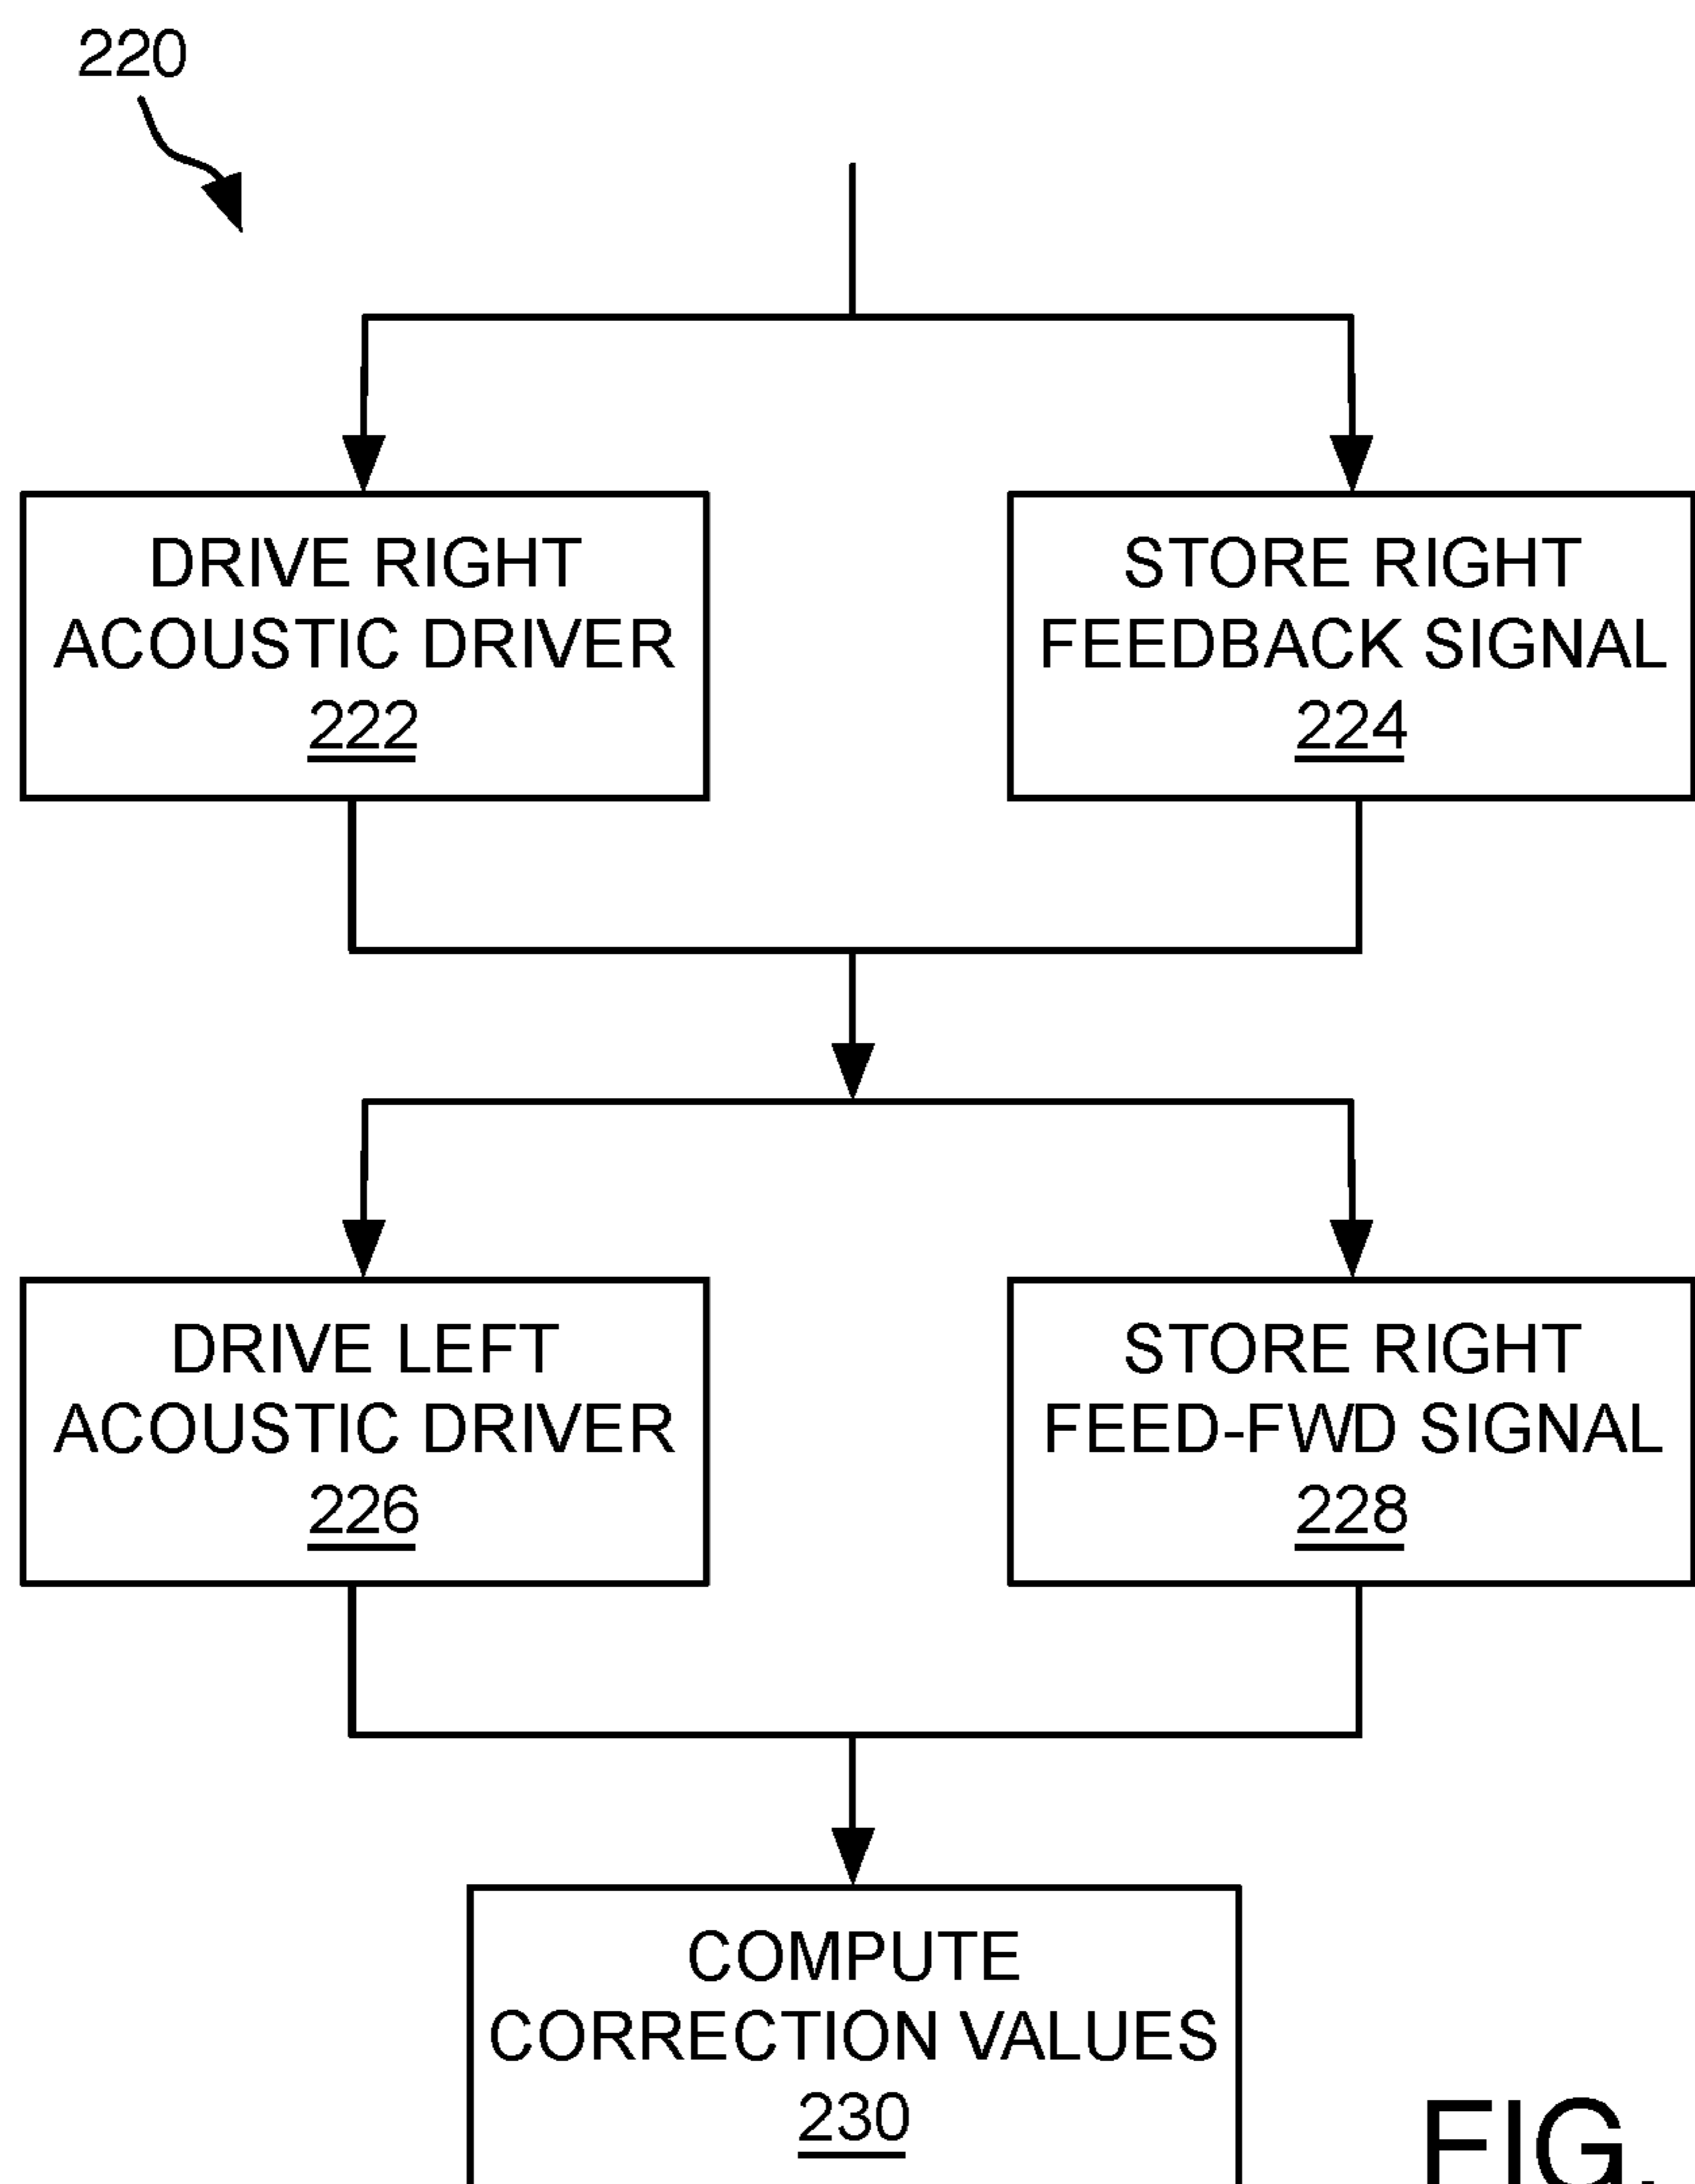 220
DRIVE RIGHT
ACOUSTIC DRIVER
222
STORE RIGHT
FEEDBACK SIGNAL
224
DRIVE LEFT
ACOUSTIC DRIVER
226
STORE RIGHT
FEED-FWD SIGNAL
228
COMPUTE
CORRECTION VALUES
230
FIG.